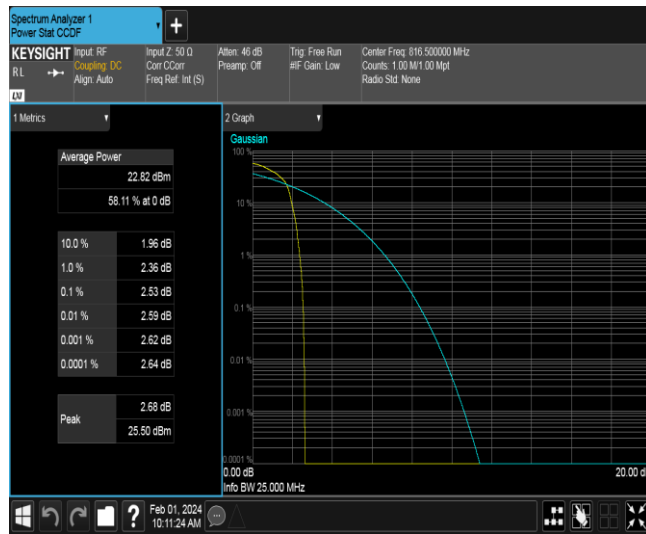 Spectrum Analyzer 1
Power Stat CCDF
+
KEYSIGHT
RL
LXI
Input: RF
Coupling: DC
Align: Auto
Input Z: 50 Ω
Corr CCorr
Freq Ref: Int (S)
Atten: 46 dB
Preamp: Off
Trig: Free Run
#IF Gain: Low
Center Freq: 816.500000 MHz
Counts: 1.00 M/1.00 Mpt
Radio Std: None
1 Metrics
Average Power
22.82 dBm
58.11 % at 0 dB
10.0 % 1.96 dB
1.0 % 2.36 dB
0.1 % 2.53 dB
0.01 % 2.59 dB
0.001 % 2.62 dB
0.0001 % 2.64 dB
Peak
2.68 dB
25.50 dBm
2 Graph
Gaussian
100 %
10 %
1 %
0.1 %
0.01 %
0.001 %
0.0001 %
0.00 dB
20.00 d
Info BW 25.000 MHz
?
Feb 01, 2024
10:11:24 AM